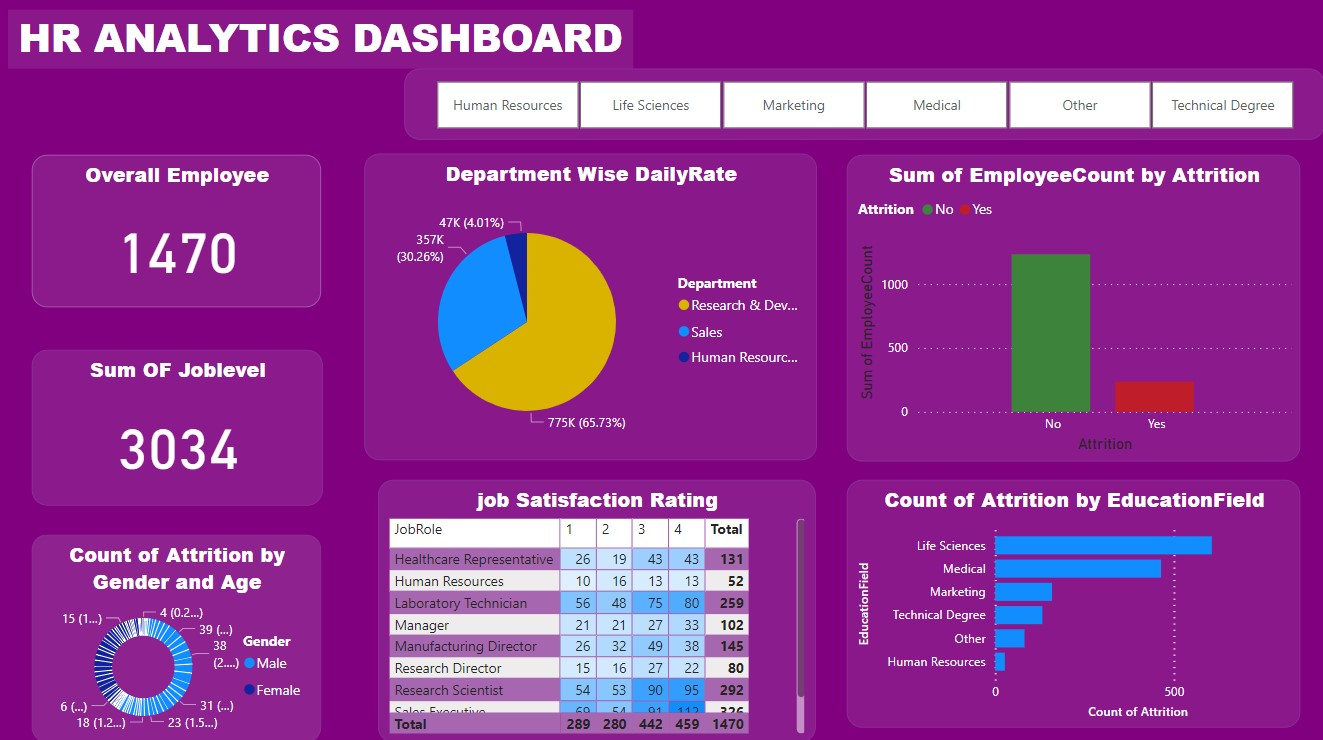 HR ANALYTICS DASHBOARD
Human Resources Life Sciences Marketing Medical Other Technical Degree
Overall Employee
1470
Sum OF Joblevel
3034
Count of Attrition by
Gender and Age
15 (1...)
4 (0.2...)
39 (...)
38
(2....)
31 (...)
23 (1.5...)
18 (1.2...)
6 (...)
Gender
Male
Female
Department Wise DailyRate
47K (4.01%)
357K
(30.26%)
775K (65.73%)
Department
Research & Dev...
Sales
Human Resourc...
job Satisfaction Rating
JobRole 1 2 3 4 Total
Healthcare Representative 26 19 43 43 131
Human Resources 10 16 13 13 52
Laboratory Technician 56 48 75 80 259
Manager 21 21 27 33 102
Manufacturing Director 26 32 49 38 145
Research Director 15 16 27 22 80
Research Scientist 54 53 90 95 292
Sales Executive 69 54 91 112 326
Total 289 280 442 459 1470
Sum of EmployeeCount by Attrition
Attrition No Yes
Sum of EmployeeCount
1000
500
0
No Yes
Attrition
Count of Attrition by EducationField
EducationField
Life Sciences
Medical
Marketing
Technical Degree
Other
Human Resources
0 500
Count of Attrition